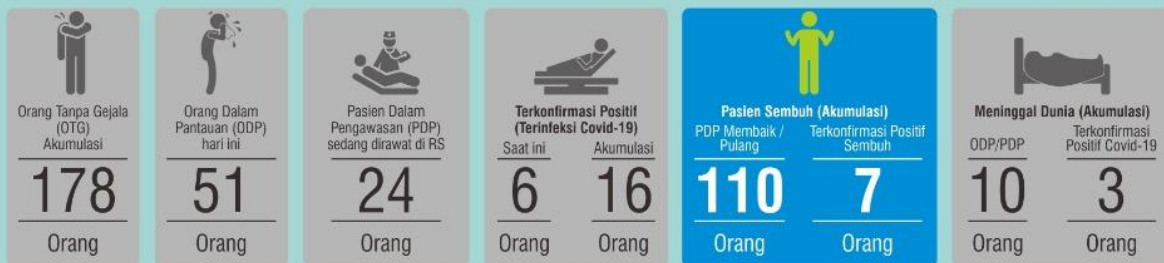 Orang Tanpa Gejala
(OTG)
Akumulasi
178
Orang
Orang Dalam
Pantauan (ODP)
hari ini
51
Orang
Pasien Dalam
Pengawasan (PDP)
sedang dirawat di RS
24
Orang
Terkonfirmasi Positif
(Terinfeksi Covid-19)
Saat ini
6
Orang
Akumulasi
16
Orang
Pasien Sembuh (Akumulasi)
PDP Membaik /
Pulang
110
Orang
Terkonfirmasi Positif
Sembuh
7
Orang
Meninggal Dunia (Akumulasi)
ODP/PDP
10
Orang
Terkonfirmasi
Positif Covid-19
3
Orang